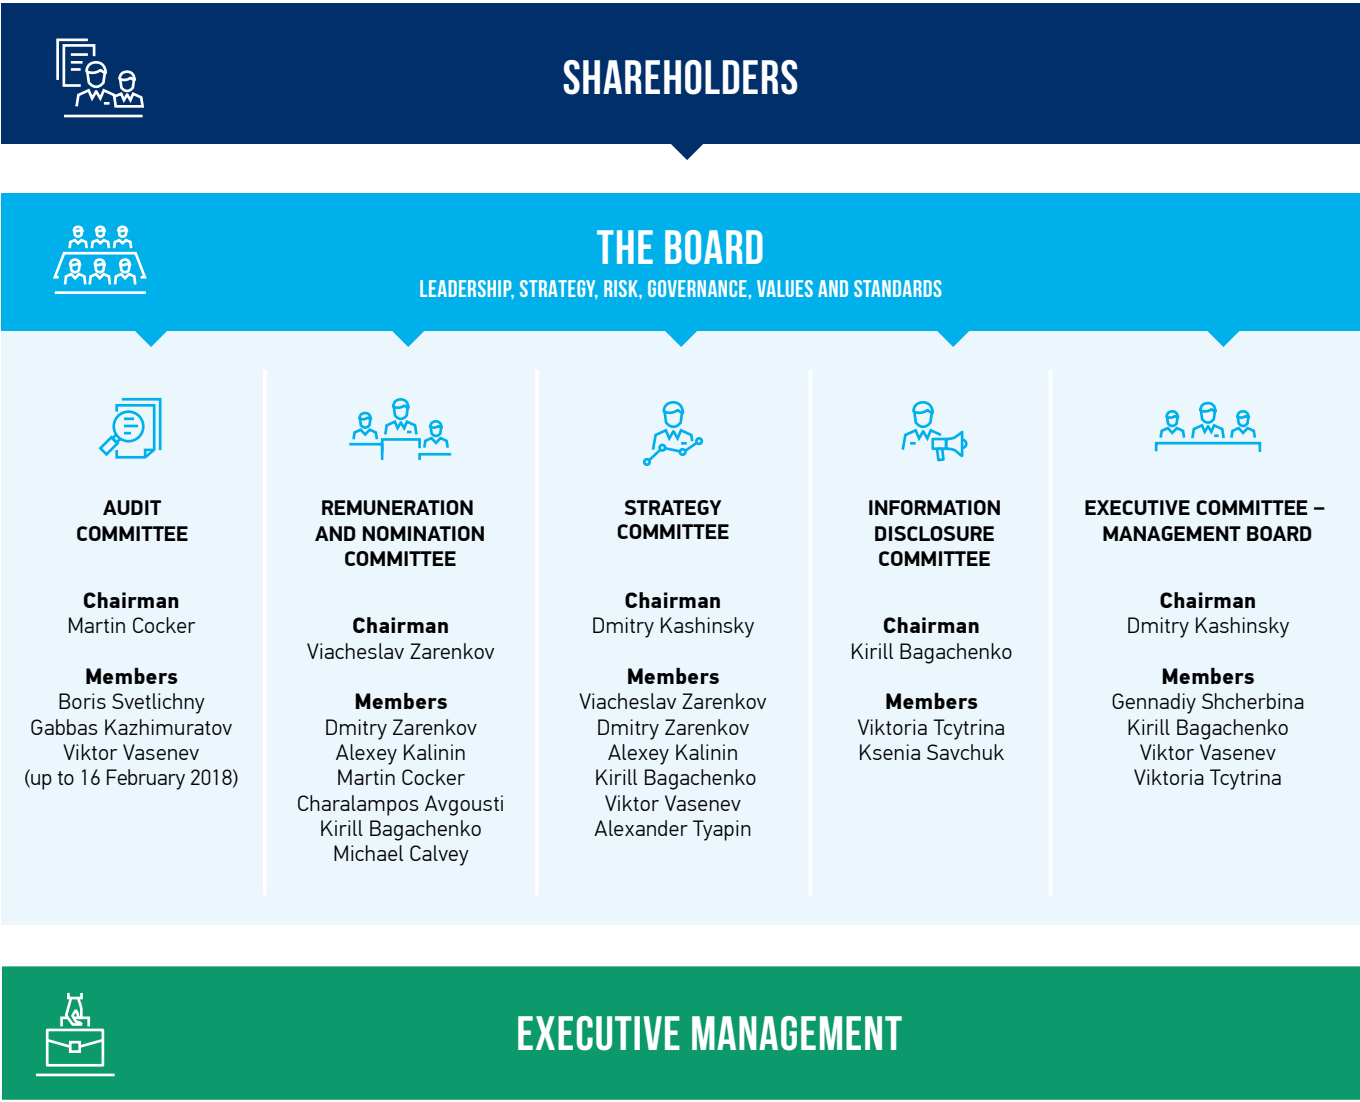 SHAREHOLDERS
THE BOARD
LEADERSHIP, STRATEGY, RISK, GOVERNANCE, VALUES AND STANDARDS
AUDIT
COMMITTEE
Chairman
Martin Cocker
Members
Boris Svetlichny
Gabbas Kazhimuratov
Viktor Vasenev
(up to 16 February 2018)
REMUNERATION
AND NOMINATION
COMMITTEE
Chairman
Viacheslav Zarenkov
Members
Dmitry Zarenkov
Alexey Kalinin
Martin Cocker
Charalampos Avgousti
Kirill Bagachenko
Michael Calvey
STRATEGY
COMMITTEE
Chairman
Dmitry Kashinsky
Members
Viacheslav Zarenkov
Dmitry Zarenkov
Alexey Kalinin
Kirill Bagachenko
Viktor Vasenev
Alexander Tyapin
INFORMATION
DISCLOSURE
COMMITTEE
Chairman
Kirill Bagachenko
Members
Viktoria Tcytrina
Ksenia Savchuk
EXECUTIVE COMMITTEE –
MANAGEMENT BOARD
Chairman
Dmitry Kashinsky
Members
Gennadiy Shcherbina
Kirill Bagachenko
Viktor Vasenev
Viktoria Tcytrina
EXECUTIVE MANAGEMENT